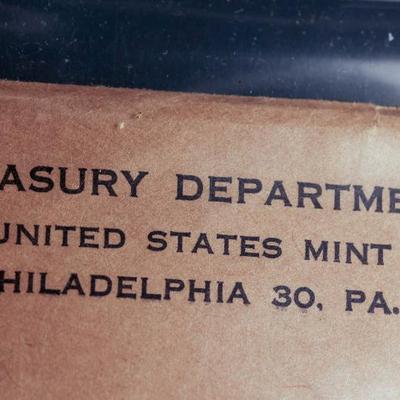 ASURY DEPARTME
UNITED STATES MINT
HILADELPHIA 30, PA.